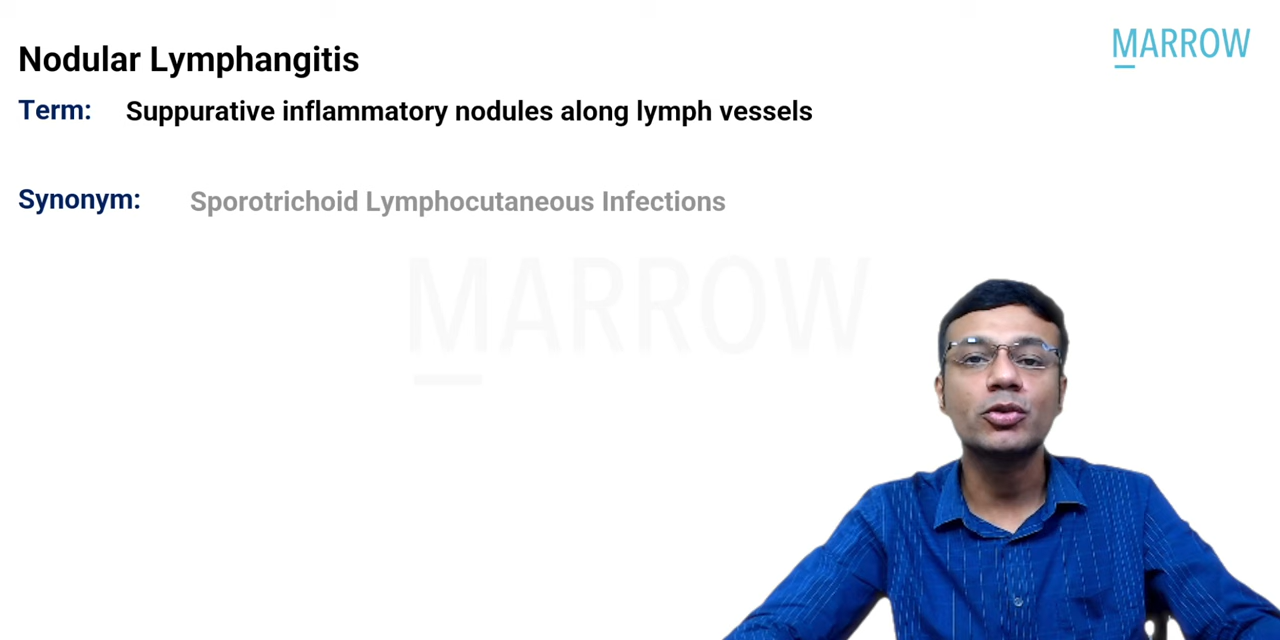 MARROW
Nodular Lymphangitis
Term: Suppurative inflammatory nodules along lymph vessels
Synonym: Sporotrichoid Lymphocutaneous Infections
MARROW